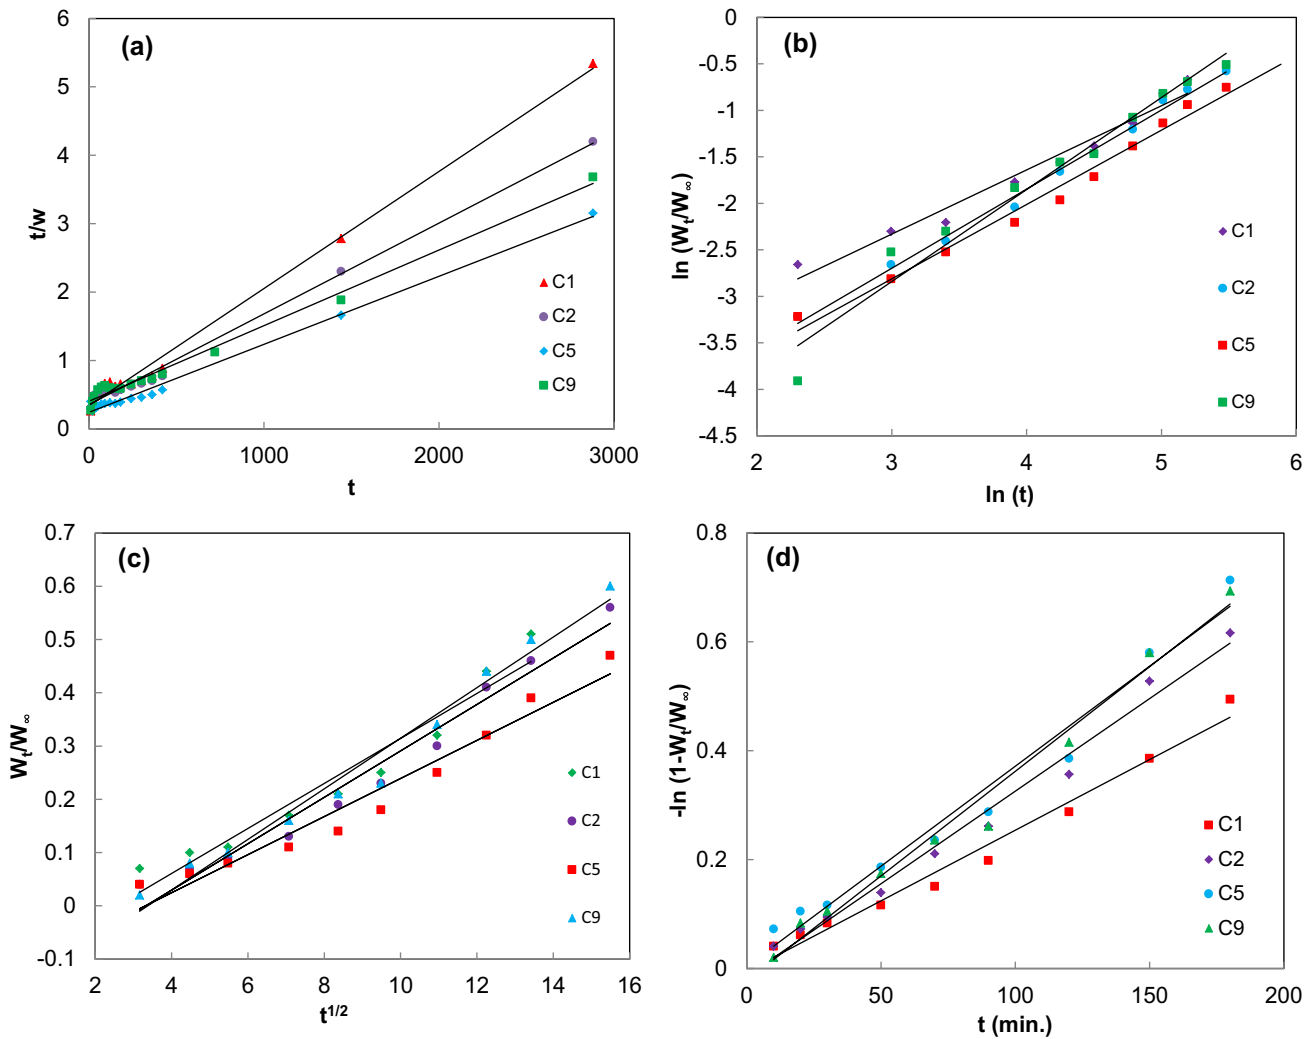 (a)
6
5
4
3
2
1
0
t/w
0
1000
2000
3000
t
C1
C2
C5
C9
(b)
0
-0.5
-1
-1.5
-2
-2.5
-3
-3.5
-4
-4.5
ln (Wt/W∞)
2
3
4
5
6
ln (t)
C1
C2
C5
C9
(c)
0.7
0.6
0.5
0.4
0.3
0.2
0.1
0
-0.1
Wt/W∞
2
4
6
8
10
12
14
16
t1/2
C1
C2
C5
C9
(d)
0.8
0.6
0.4
0.2
0
-ln (1-Wt/W∞)
0
50
100
150
200
t (min.)
C1
C2
C5
C9